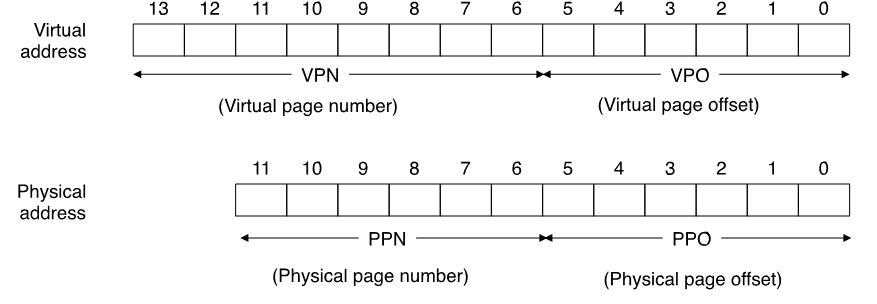 13 12 11 10 9 8 7 6 5 4 3 2 1 0
Virtual
address
VPN VPO
(Virtual page number) (Virtual page offset)
11 10 9 8 7 6 5 4 3 2 1 0
Physical
address
PPN PPO
(Physical page number) (Physical page offset)